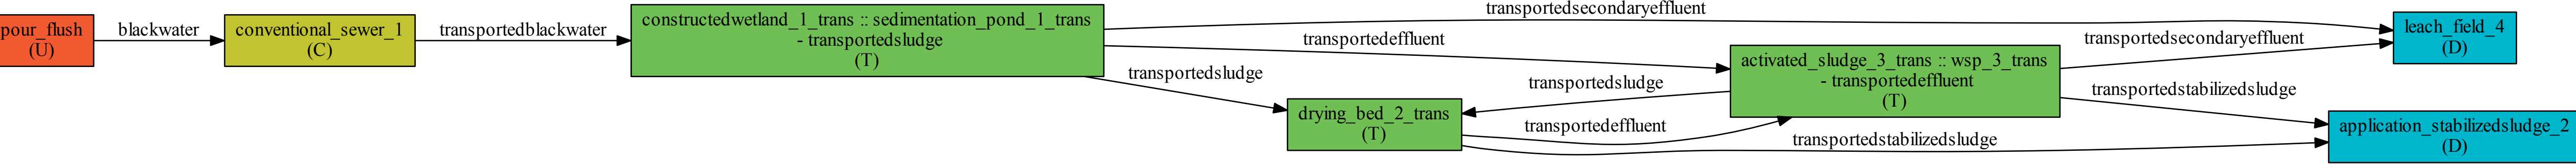 pour_flush
(U)
blackwater
conventional_sewer_1
(C)
transportedblackwater
constructedwetland_1_trans :: sedimentation_pond_1_trans
- transportedsludge
(T)
transportedsecondaryeffluent
transportedeffluent
transportedsludge
drying_bed_2_trans
(T)
transportedsludge
transportedeffluent
activated_sludge_3_trans :: wsp_3_trans
- transportedeffluent
(T)
transportedsecondaryeffluent
transportedstabilizedsludge
transportedstabilizedsludge
leach_field_4
(D)
application_stabilizedsludge_2
(D)